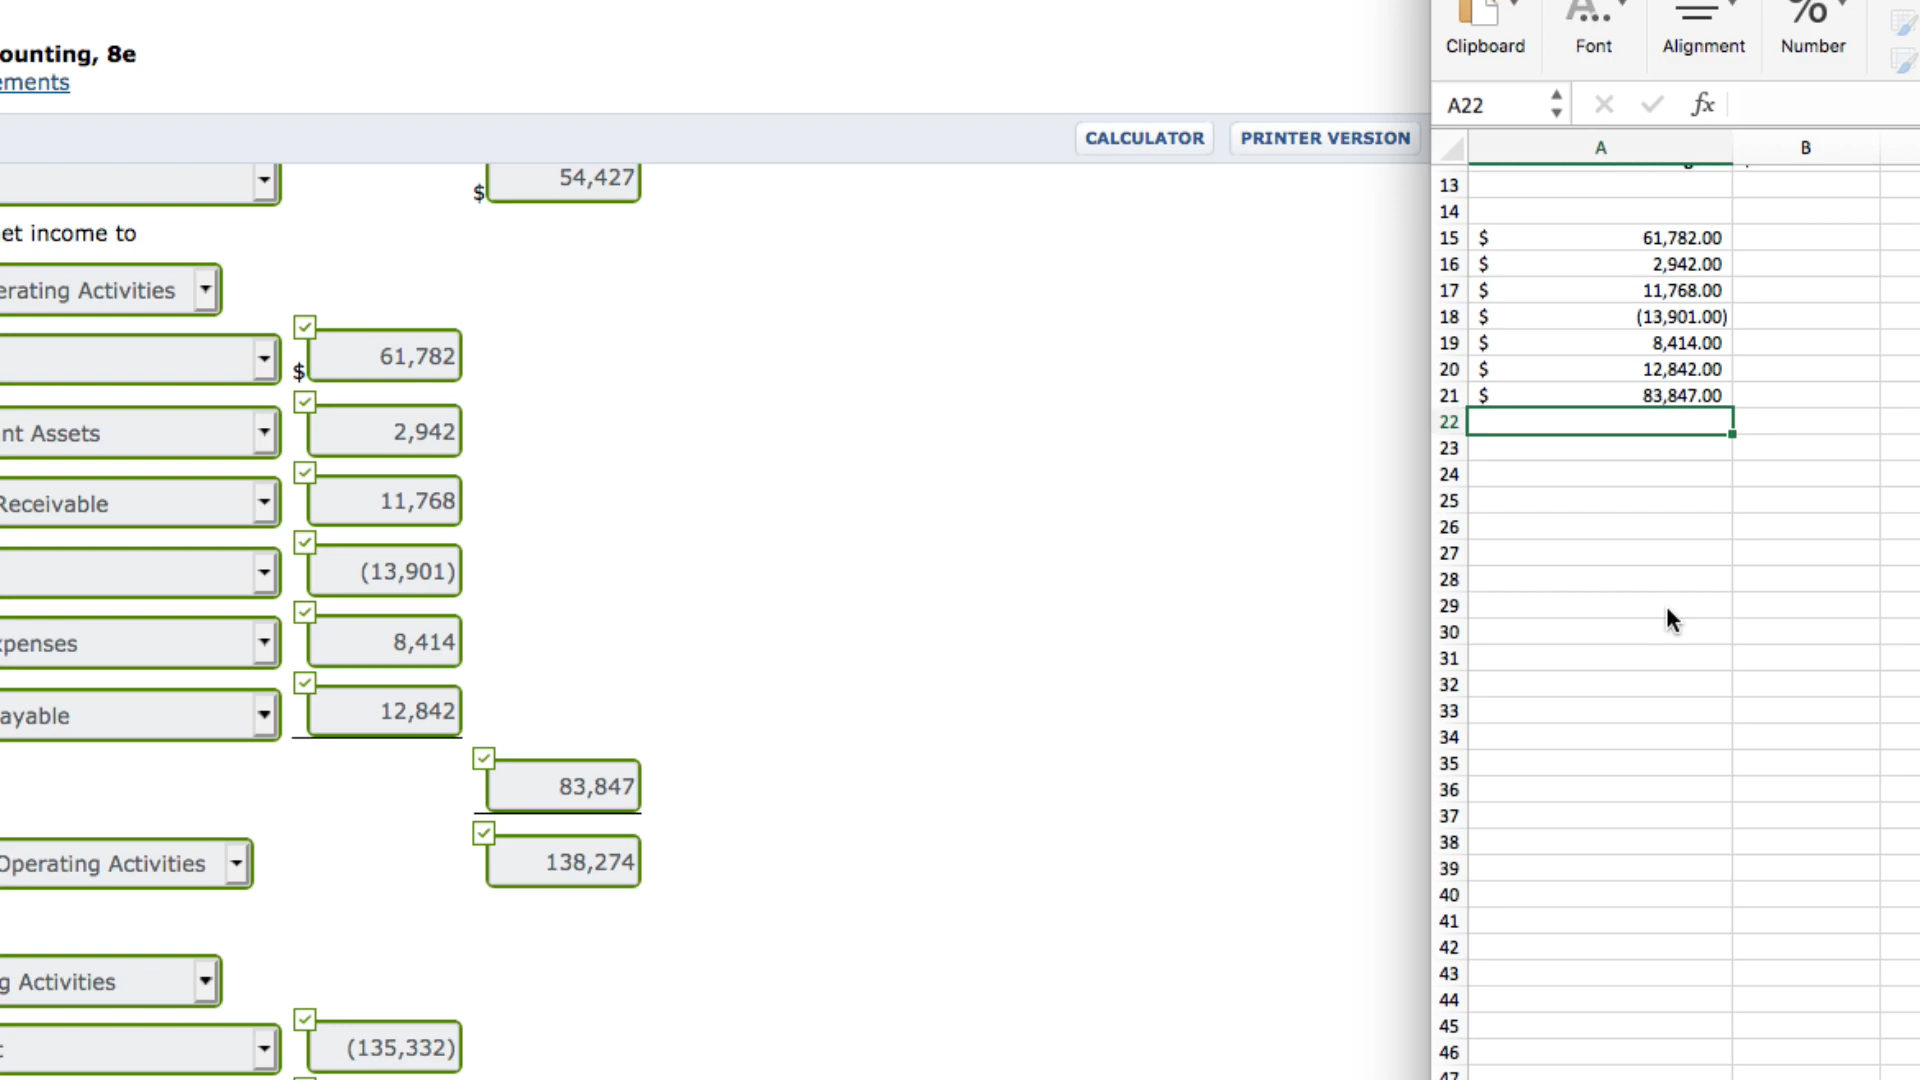 ounting, 8e
ements
CALCULATOR
PRINTER VERSION
$ 54,427
et income to
erating Activities
$ 61,782
nt Assets 2,942
Receivable 11,768
(13,901)
xpenses 8,414
ayable 12,842
83,847
Operating Activities 138,274
g Activities
(135,332)
Clipboard
Font
Alignment
Number
A22
fx
A B
13
14
15 $ 61,782.00
16 $ 2,942.00
17 $ 11,768.00
18 $ (13,901.00)
19 $ 8,414.00
20 $ 12,842.00
21 $ 83,847.00
22
23
24
25
26
27
28
29
30
31
32
33
34
35
36
37
38
39
40
41
42
43
44
45
46
47